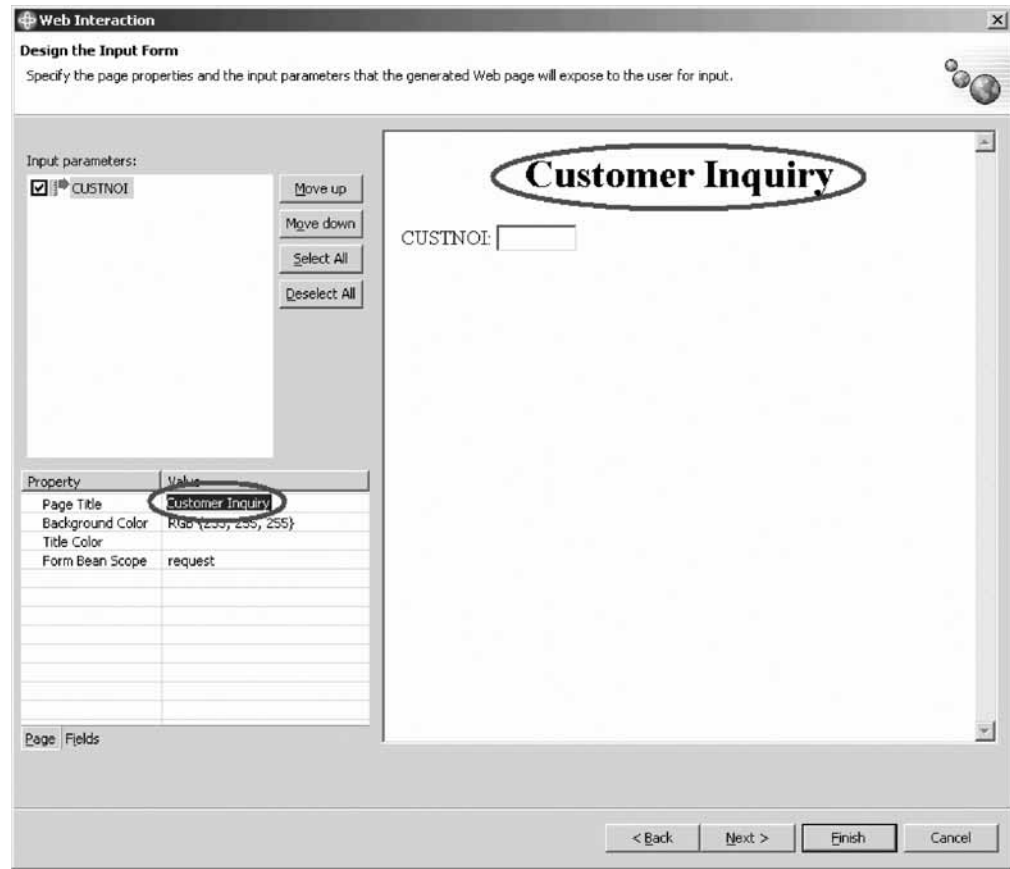 Web Interaction
Design the Input Form
Specify the page properties and the input parameters that the generated Web page will expose to the user for input.
Input parameters:
CUSTNOI
Move up
Move down
Select All
Deselect All
Customer Inquiry
CUSTNOI:
Property Value
Page Title Customer Inquiry
Background Color RGB {255, 255, 255}
Title Color
Form Bean Scope request
Page Fields
< Back Next > Finish Cancel